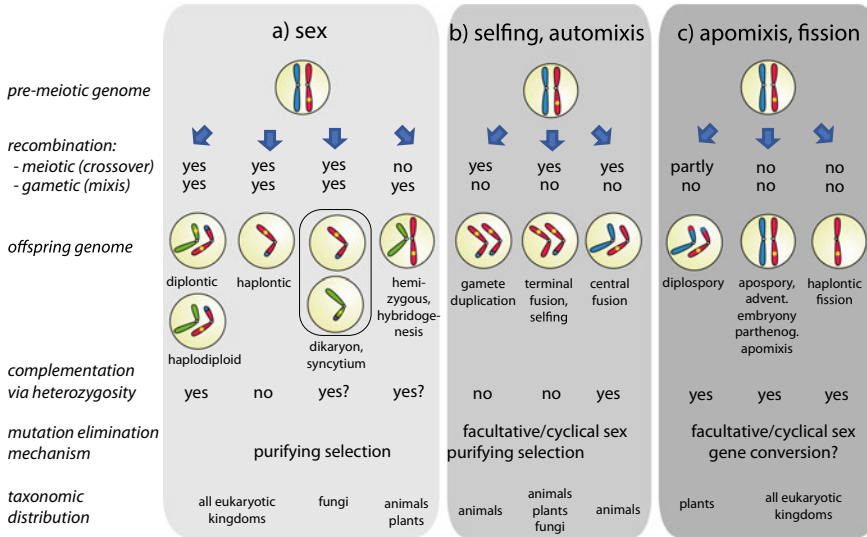 a) sex
b) selfing, automixis
c) apomixis, fission
pre-meiotic genome
recombination:
- meiotic (crossover) yes yes yes no yes yes yes partly no no
- gametic (mixis) yes yes yes yes no no no no no no
offspring genome
diplontic
haplontic
hemi-
zygous,
hybridoge-
nesis
haplodiploid
dikaryon,
syncytium
gamete
duplication
terminal
fusion,
selfing
central
fusion
diplospory
apospory,
advent.
embryony
parthenog.
apomixis
haplontic
fission
complementation
via heterozygosity yes no yes? yes? no no yes yes yes yes
mutation elimination
mechanism
purifying selection
facultative/cyclical sex
purifying selection
facultative/cyclical sex
gene conversion?
taxonomic
distribution
all eukaryotic
kingdoms
fungi
animals
plants
animals
animals
plants
fungi
animals
plants
all eukaryotic
kingdoms